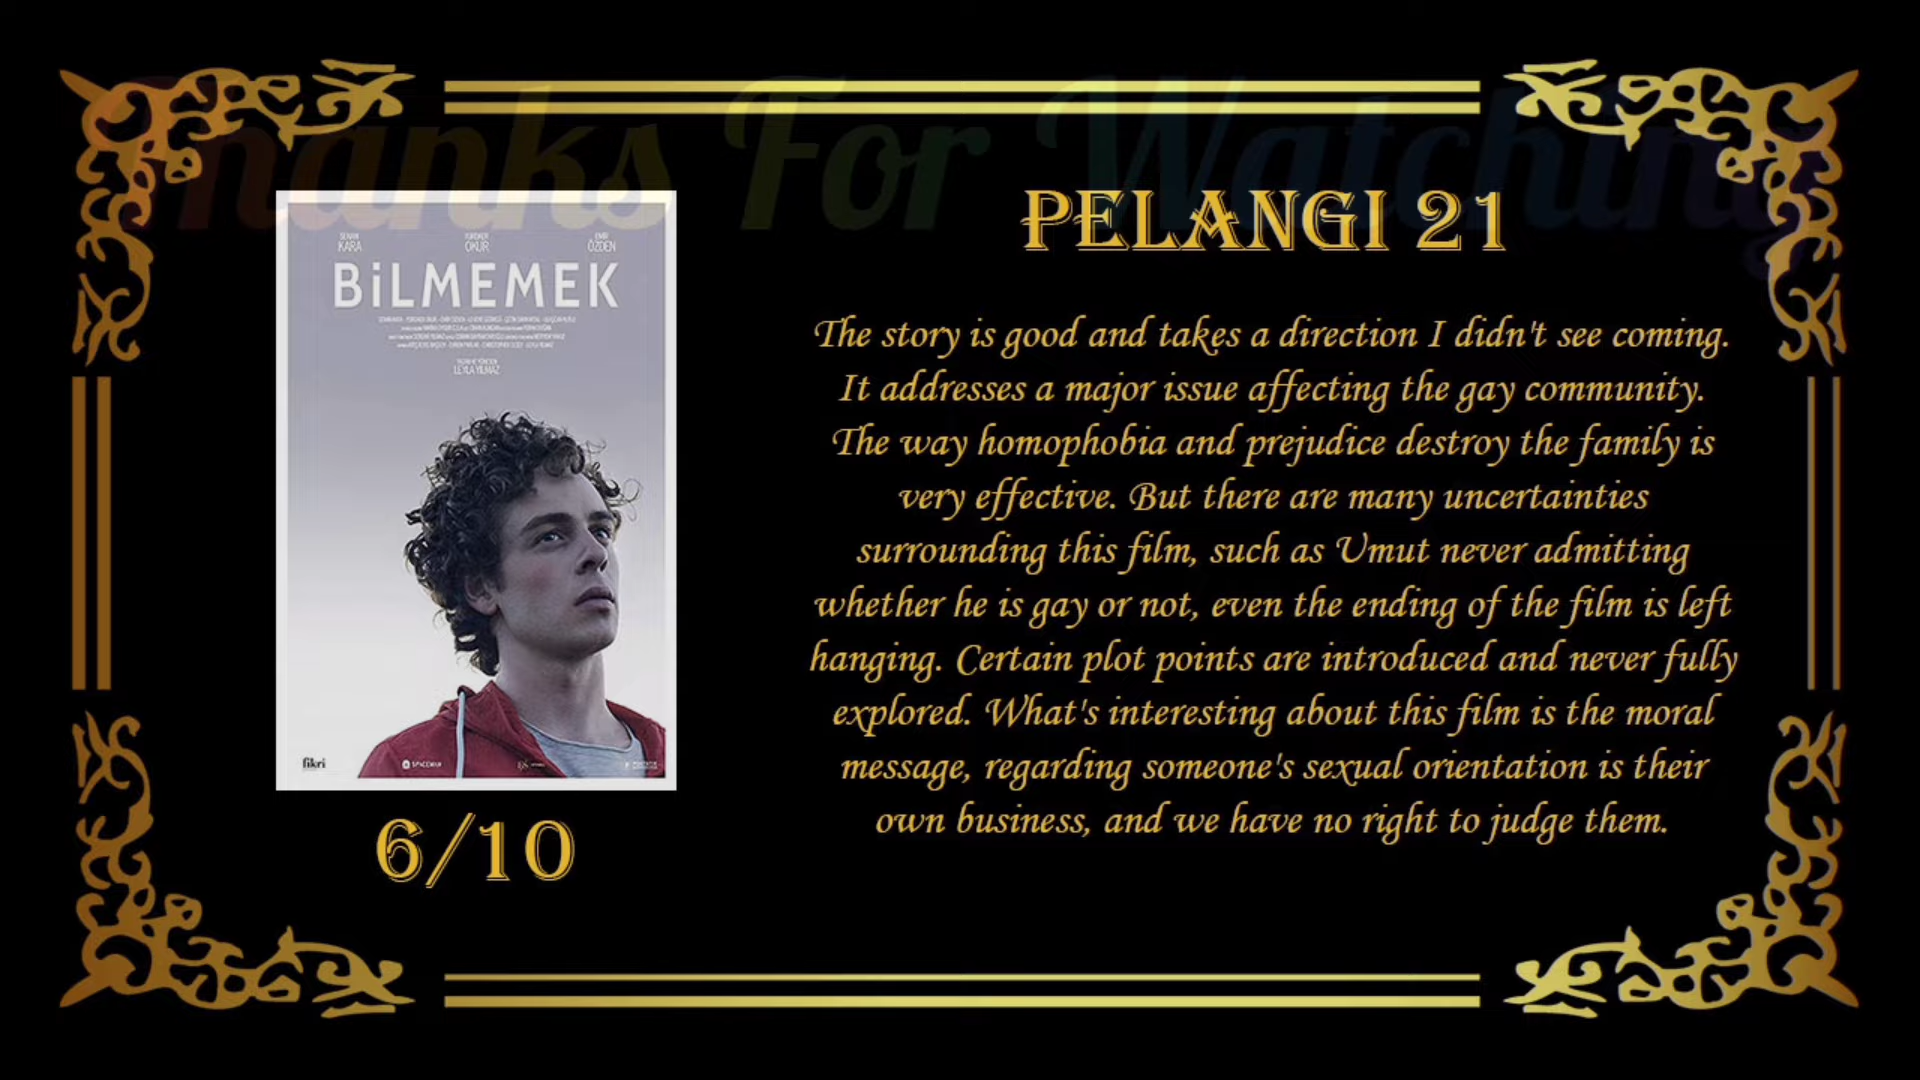 Thanks For Watching
PELANGI 21
SENAN KARA
YURDAER OKUR
EMİR ÖZDEN
BiLMEMEK
LEYLA YILMAZ
fikri
The story is good and takes a direction I didn't see coming.
It addresses a major issue affecting the gay community.
The way homophobia and prejudice destroy the family is
very effective. But there are many uncertainties
surrounding this film, such as Umut never admitting
whether he is gay or not, even the ending of the film is left
hanging. Certain plot points are introduced and never fully
explored. What's interesting about this film is the moral
message, regarding someone's sexual orientation is their
own business, and we have no right to judge them.
6/10